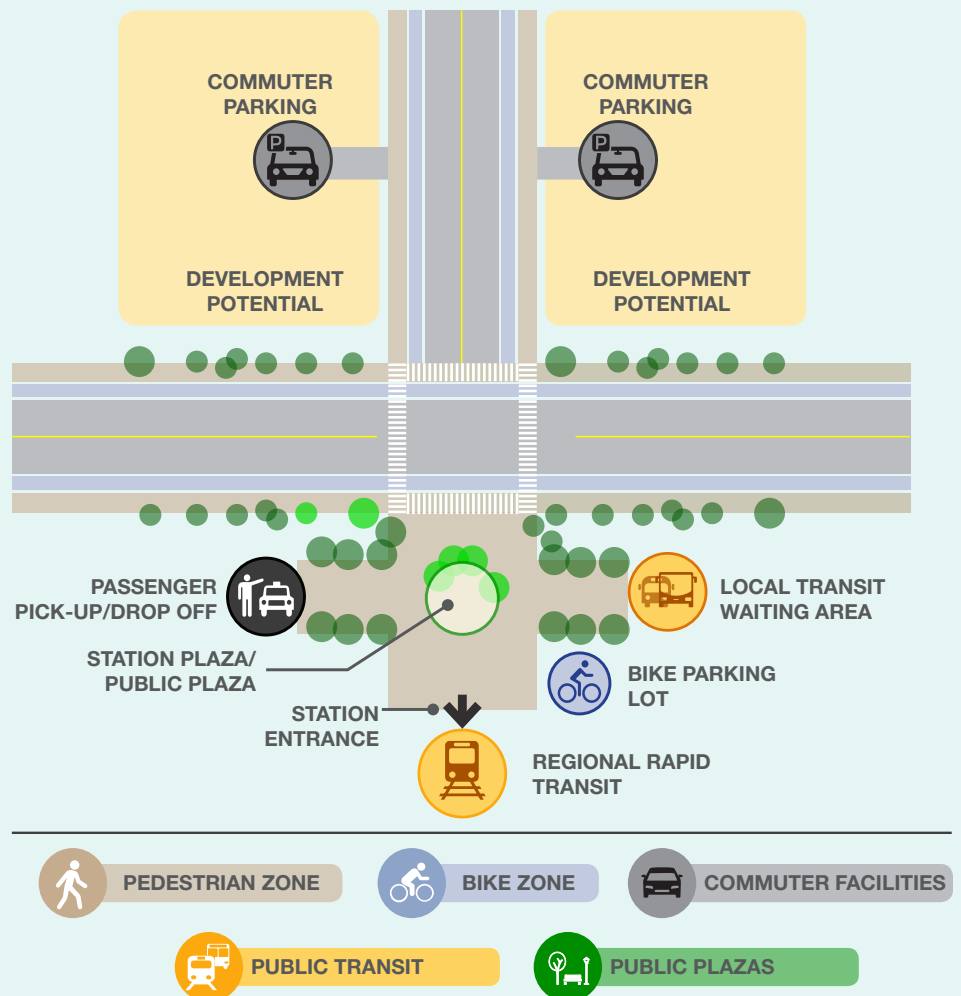 COMMUTER
PARKING
COMMUTER
PARKING
P
P
DEVELOPMENT
POTENTIAL
DEVELOPMENT
POTENTIAL
PASSENGER
PICK-UP/DROP OFF
LOCAL TRANSIT
WAITING AREA
STATION PLAZA/
PUBLIC PLAZA
BIKE PARKING
LOT
STATION
ENTRANCE
REGIONAL RAPID
TRANSIT
PEDESTRIAN ZONE
BIKE ZONE
COMMUTER FACILITIES
PUBLIC TRANSIT
PUBLIC PLAZAS